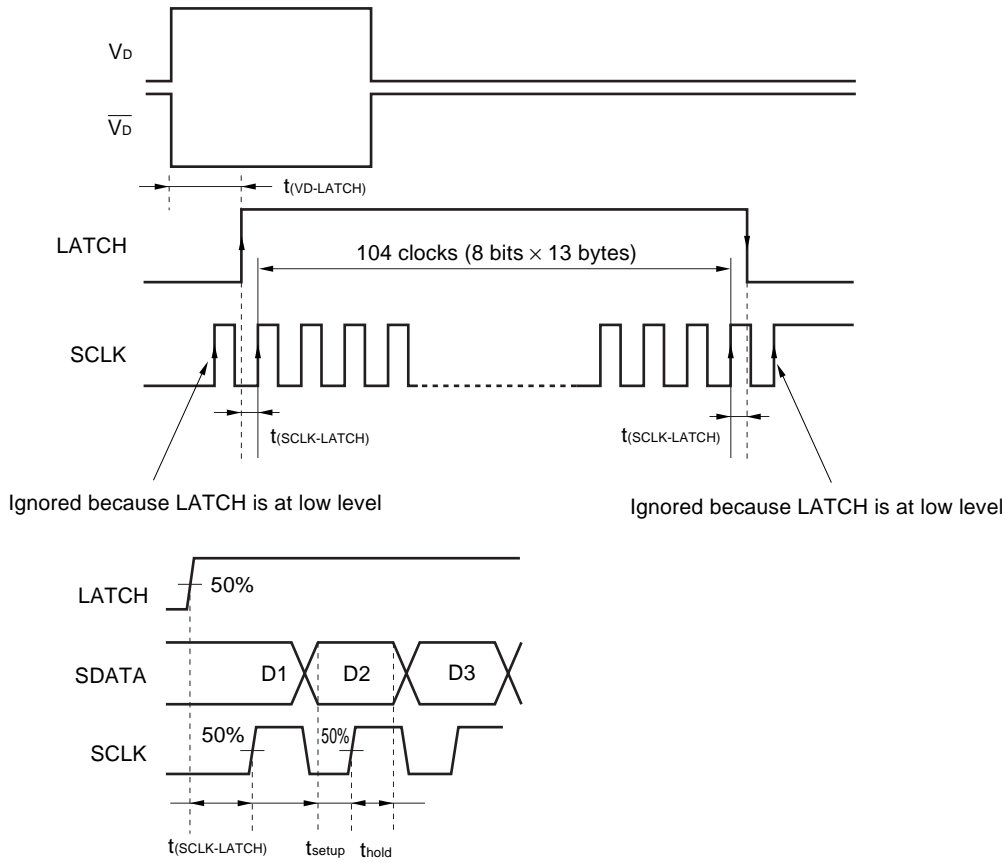 VD
VD
t(VD-LATCH)
LATCH
104 clocks (8 bits × 13 bytes)
SCLK
t(SCLK-LATCH)
t(SCLK-LATCH)
Ignored because LATCH is at low level
Ignored because LATCH is at low level
LATCH
50%
SDATA
D1
D2
D3
SCLK
50%
50%
t(SCLK-LATCH)
tsetup
thold